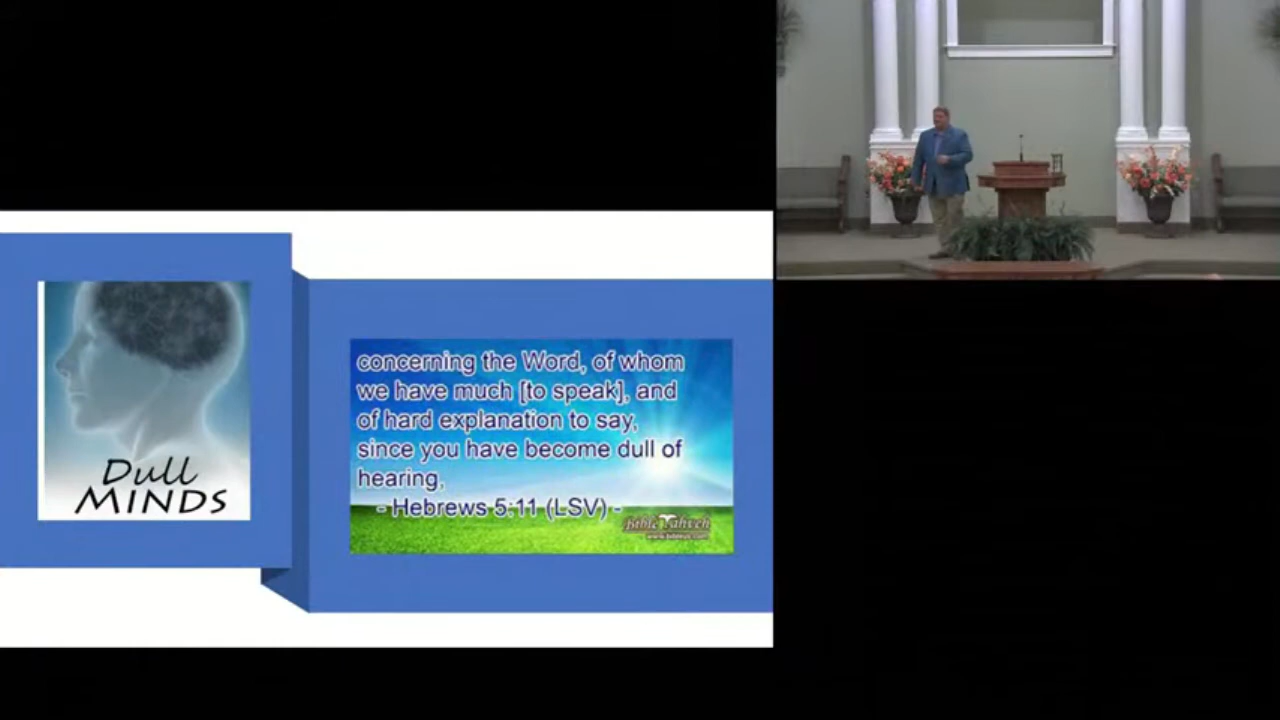 Dull
MINDS
concerning the Word, of whom
we have much [to speak], and
of hard explanation to say,
since you have become dull of
hearing,
- Hebrews 5:11 (LSV) -